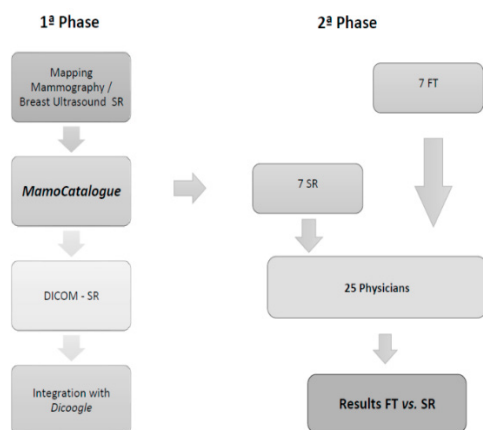 1ª Phase
Mapping
Mammography /
Breast Ultrasound SR
MamoCatalogue
DICOM - SR
Integration with
Dicoogle
2ª Phase
7 FT
7 SR
25 Physicians
Results FT vs. SR